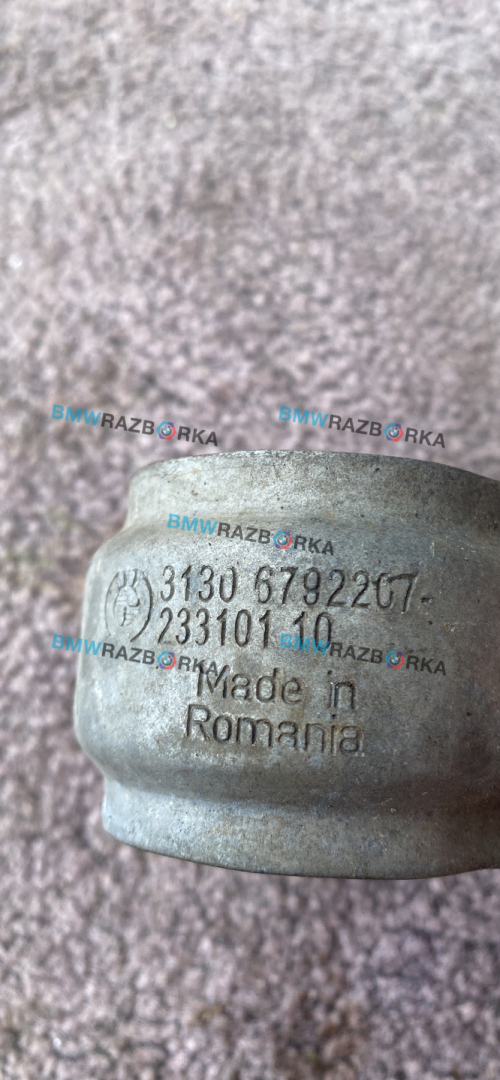 BMWRAZBORKA
BMWRAZBORKA
BMWRAZBORKA
3130 6792207-
233101 10
BMWRAZBORKA
BMWRAZBORKA
Made in
Romania